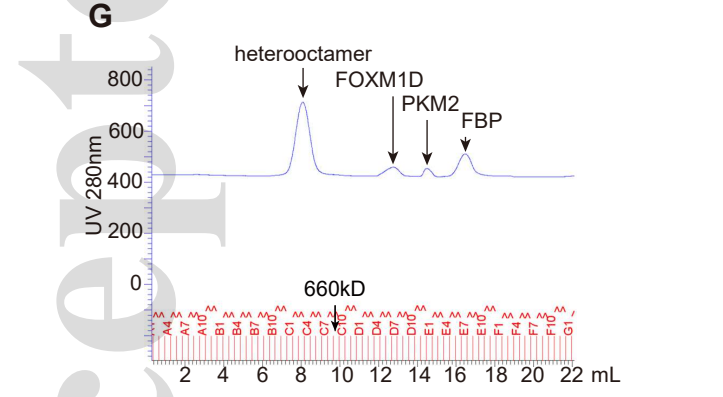 G
heterooctamer
FOXM1D
PKM2
FBP
UV 280nm
800
600
400
200
0
660kD
A4 A7 A10 B1 B4 B7 B10 C1 C4 C7 C10 D1 D4 D7 D10 E1 E4 E7 E10 F1 F4 F7 F10 G1
2 4 6 8 10 12 14 16 18 20 22 mL